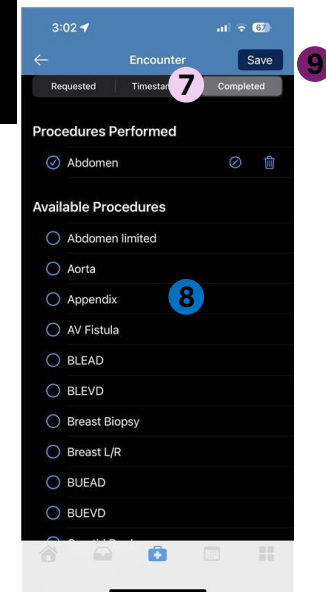 3:02 67
Encounter Save 9
Requested Completed
7
Procedures Performed
Abdomen
Available Procedures
Abdomen limited
Aorta
Appendix 8
AV Fistula
BLEAD
BLEVD
Breast Biopsy
Breast L/R
BUEAD
BUEVD